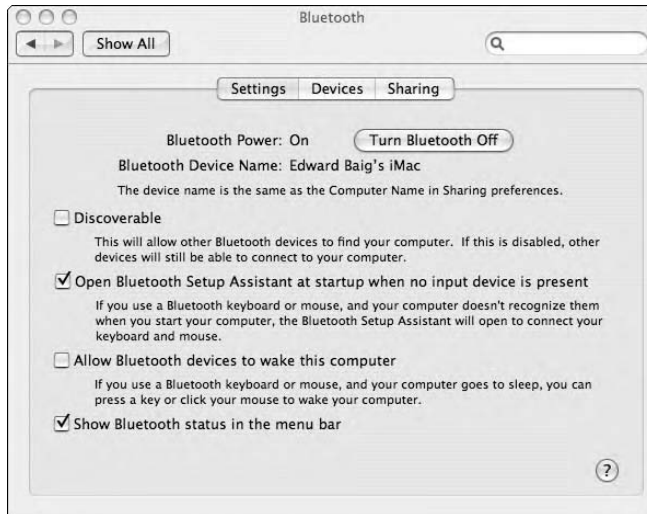 Bluetooth
Show All
Settings Devices Sharing
Bluetooth Power: On Turn Bluetooth Off
Bluetooth Device Name: Edward Baig's iMac
The device name is the same as the Computer Name in Sharing preferences.
Discoverable
This will allow other Bluetooth devices to find your computer. If this is disabled, other
devices will still be able to connect to your computer.
Open Bluetooth Setup Assistant at startup when no input device is present
If you use a Bluetooth keyboard or mouse, and your computer doesn't recognize them
when you start your computer, the Bluetooth Setup Assistant will open to connect your
keyboard and mouse.
Allow Bluetooth devices to wake this computer
If you use a Bluetooth keyboard or mouse, and your computer goes to sleep, you can
press a key or click your mouse to wake your computer.
Show Bluetooth status in the menu bar
?